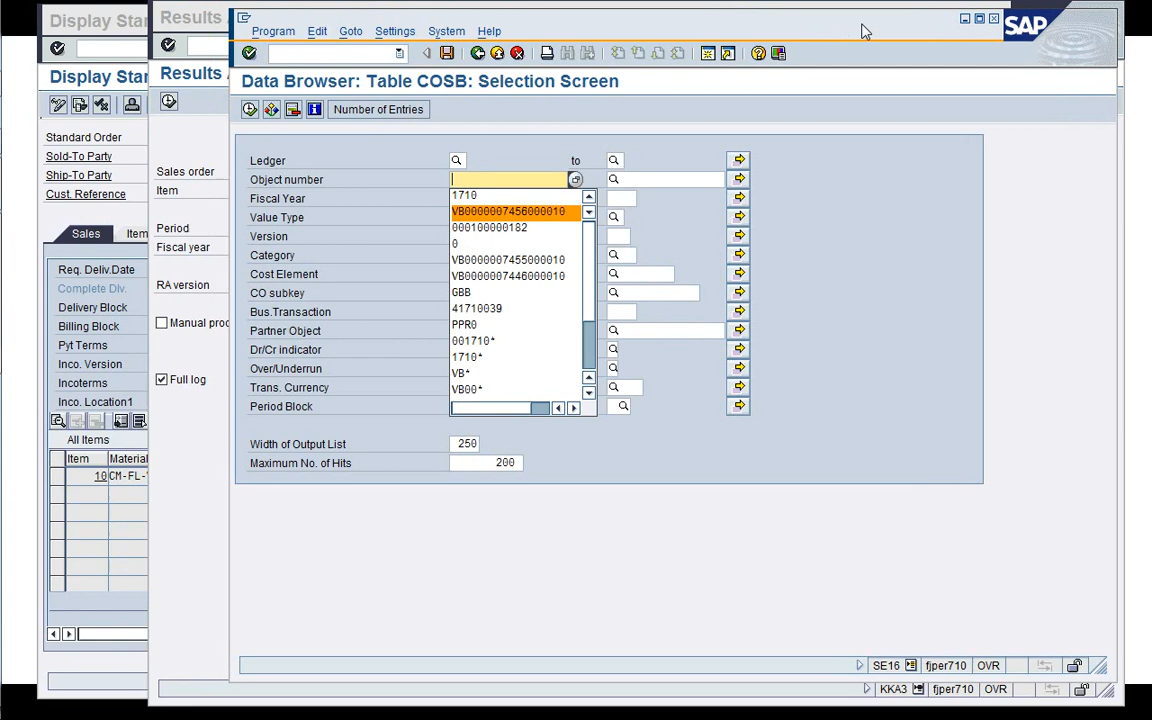 Display Sta
Results
SAP
Program Edit Goto Settings System Help
Display Stan
Results A
Data Browser: Table COSB: Selection Screen
Number of Entries
Standard Order
Sold-To Party
Ship-To Party
Cust. Reference
Sales Item
Req. Deliv.Date
Complete Dlv.
Delivery Block
Billing Block
Pyt Terms
Inco. Version
Incoterms
Inco. Location1
All Items
Item Material
10 CM-FL-
Sales order
Item
Period
Fiscal year
RA version
Manual proc
Full log
Ledger to
Object number
Fiscal Year
Value Type
Version
Category
Cost Element
CO subkey
Bus.Transaction
Partner Object
Dr/Cr indicator
Over/Underrun
Trans. Currency
Period Block
1710
VB0000007456000010
000100000182
0
VB0000007455000010
VB0000007446000010
GBB
41710039
PPR0
001710*
1710*
VB*
VB00*
Width of Output List 250
Maximum No. of Hits 200
SE16 fjper710 OVR
KKA3 fjper710 OVR